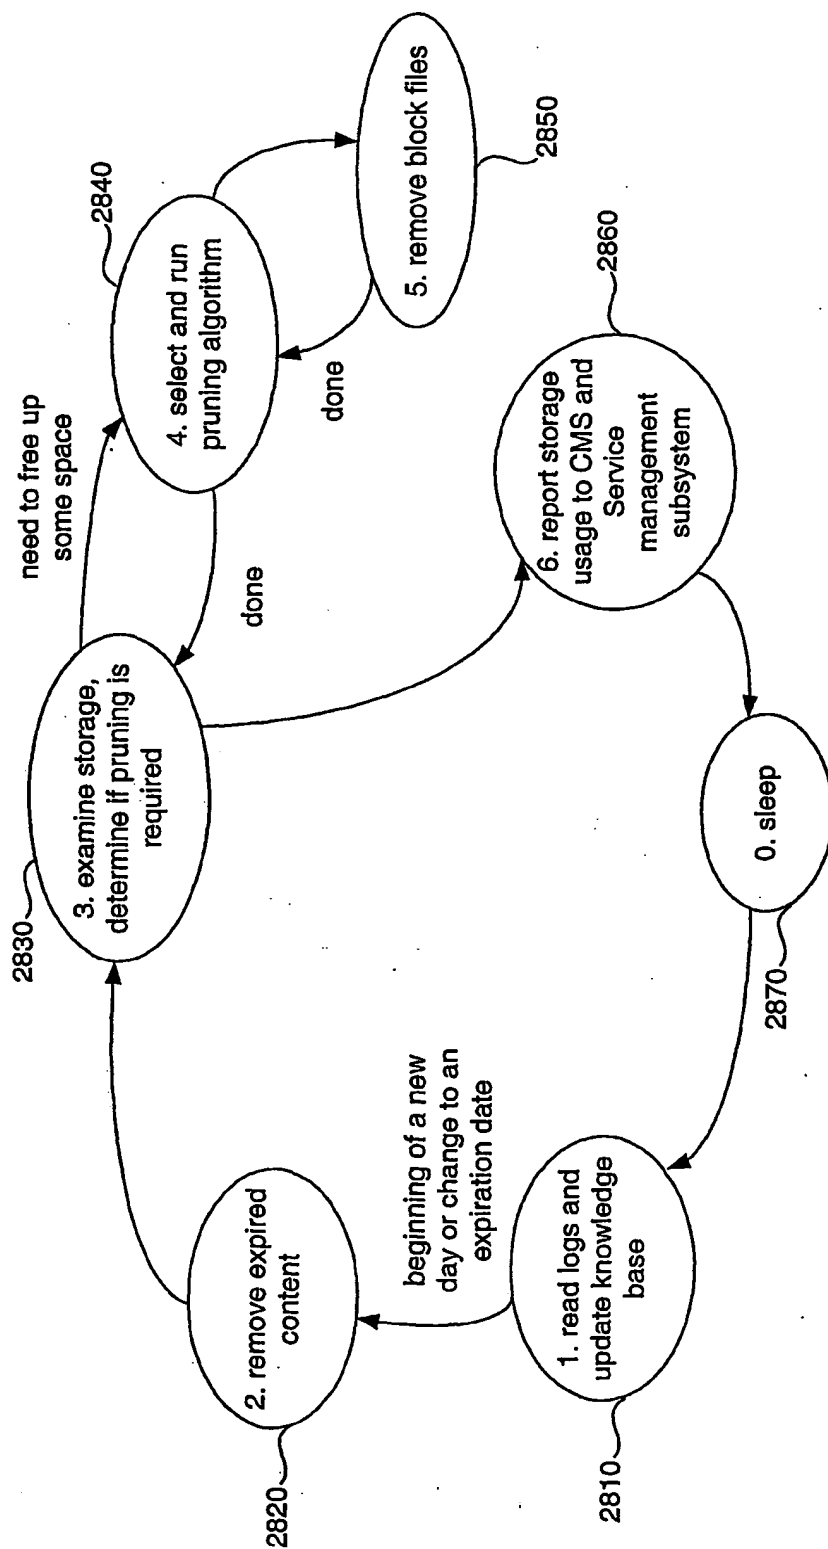 2830
3. examine storage,
determine if pruning is
required
need to free up
some space
done
2840
4. select and run
pruning algorithm
done
5. remove block files
2850
2820
2. remove expired
content
beginning of a new
day or change to an
expiration date
6. report storage
usage to CMS and
Service
management
subsystem
2860
2810
1. read logs and
update knowledge
base
2870
0. sleep